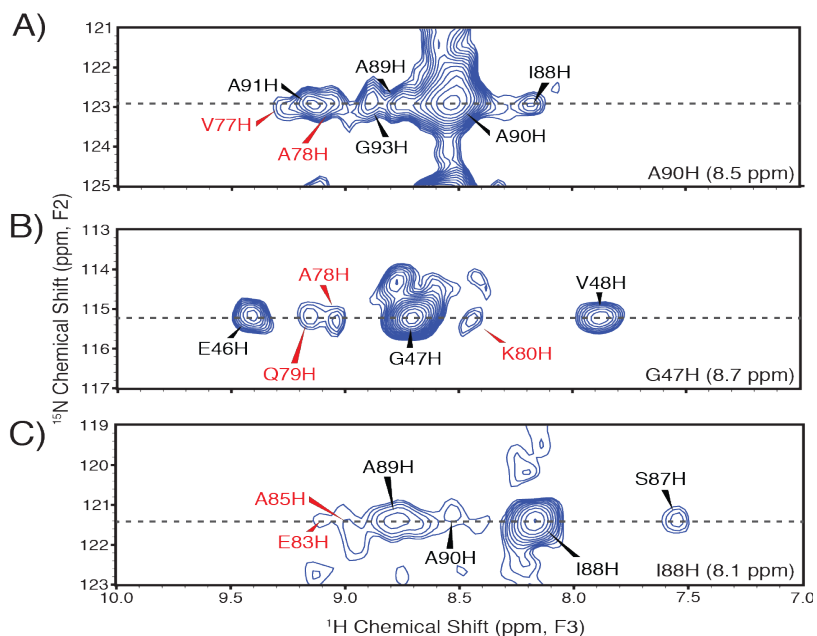 A)
121
122
123
124
125
A91H
A89H
I88H
V77H
A78H
G93H
A90H
A90H (8.5 ppm)
B)
113
114
115
116
117
A78H
V48H
E46H
Q79H
G47H
K80H
G47H (8.7 ppm)
¹⁵N Chemical Shift (ppm, F2)
C)
119
120
121
122
123
A89H
S87H
A85H
E83H
A90H
I88H
I88H (8.1 ppm)
10.0 9.5 9.0 8.5 8.0 7.5 7.0
¹H Chemical Shift (ppm, F3)